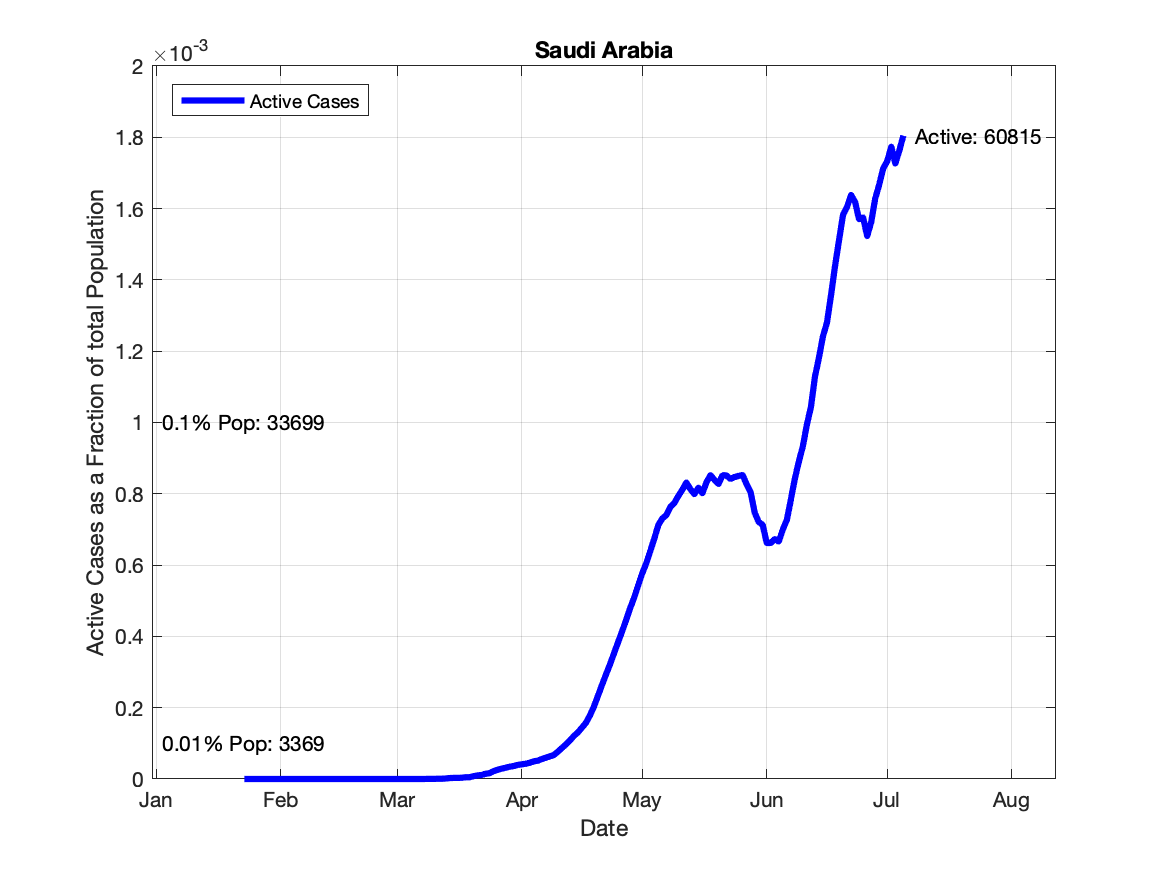 Saudi Arabia
×10-3
2
1.8
1.6
1.4
1.2
1
0.8
0.6
0.4
0.2
0
Active Cases
Active: 60815
0.1% Pop: 33699
0.01% Pop: 3369
Active Cases as a Fraction of total Population
Jan Feb Mar Apr May Jun Jul Aug
Date